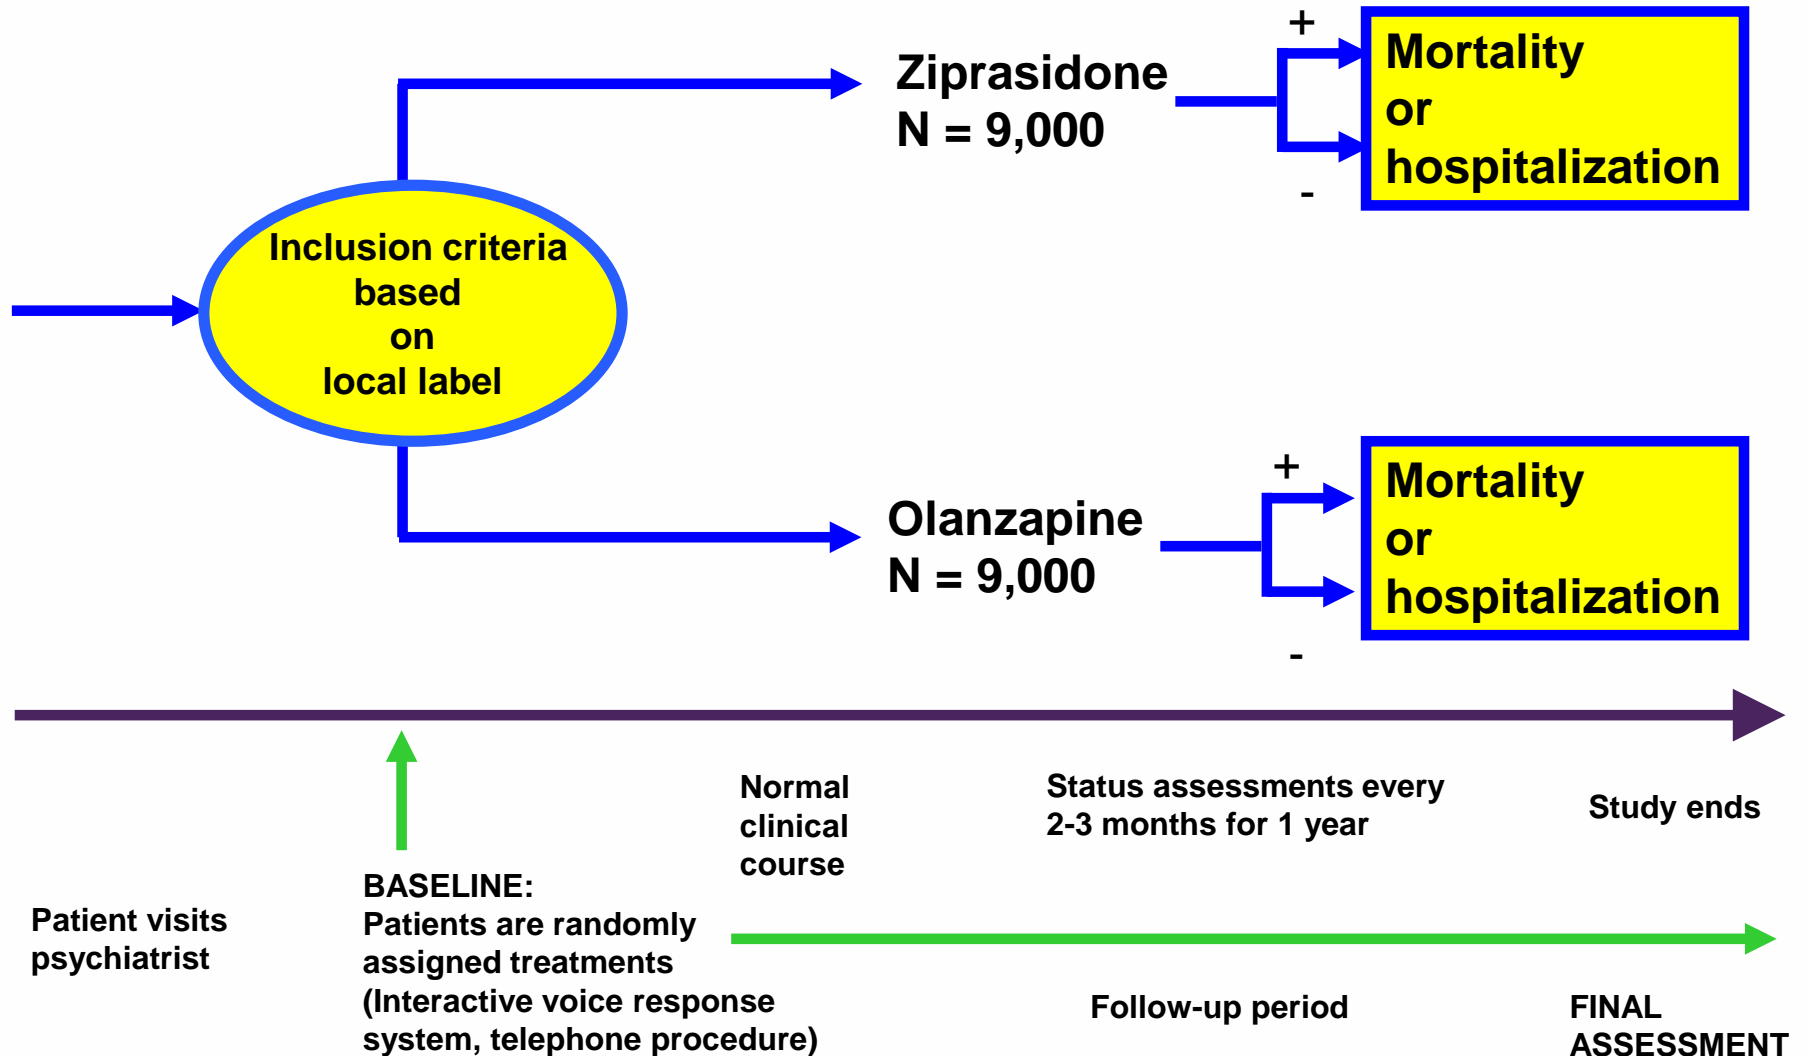 +
Ziprasidone
N = 9,000
-
Mortality
or
hospitalization
Inclusion criteria
based
on
local label
Olanzapine
N = 9,000
+
-
Mortality
or
hospitalization
Patient visits
psychiatrist
BASELINE:
Patients are randomly
assigned treatments
(Interactive voice response
system, telephone procedure)
Normal
clinical
course
Status assessments every
2-3 months for 1 year
Study ends
Follow-up period
FINAL
ASSESSMENT